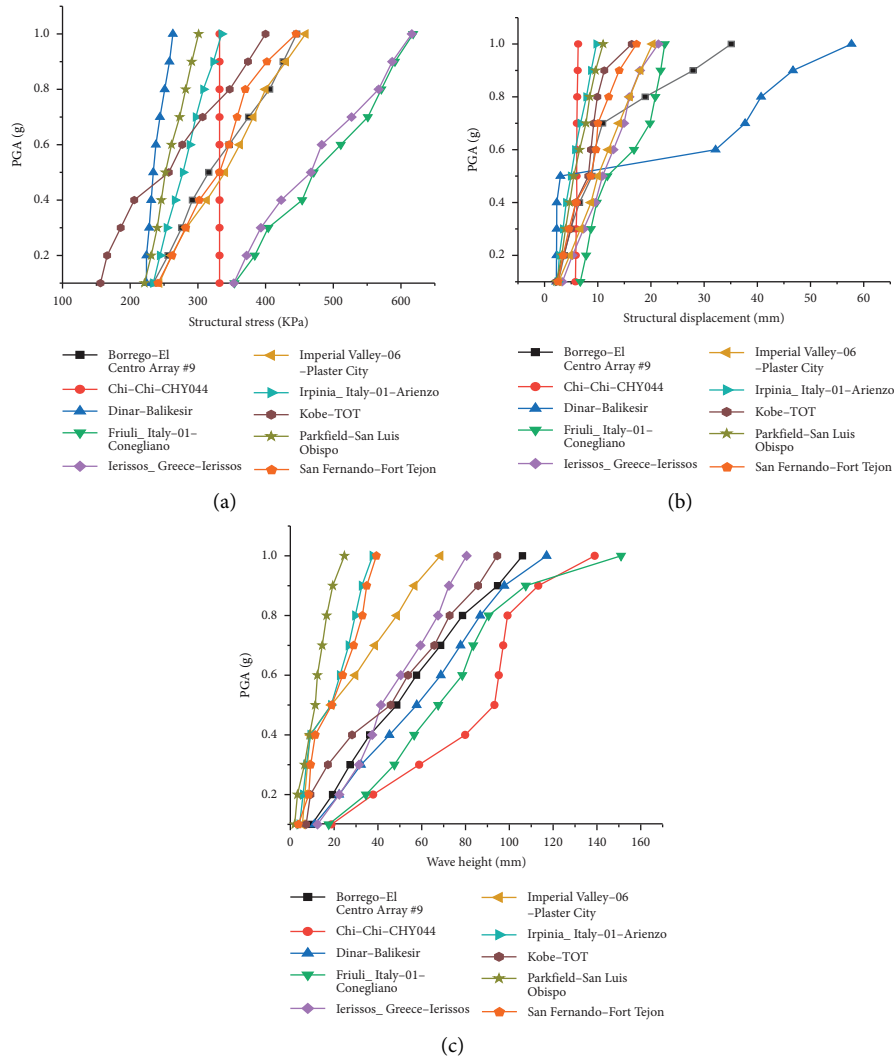 1.0
0.8
0.6
0.4
0.2
PGA (g)
100 200 300 400 500 600
Structural stress (KPa)
Borrego–El
Centro Array #9
Chi–Chi–CHY044
Dinar–Balikesir
Friuli_ Italy–01–
Conegliano
Ierissos_ Greece–Ierissos
Imperial Valley–06
–Plaster City
Irpinia_ Italy–01–Arienzo
Kobe–TOT
Parkfield–San Luis
Obispo
San Fernando–Fort Tejon
(a)
1.0
0.8
0.6
0.4
0.2
PGA (g)
0 10 20 30 40 50 60
Structural displacement (mm)
Borrego–El
Centro Array #9
Chi–Chi–CHY044
Dinar–Balikesir
Friuli_ Italy–01–
Conegliano
Ierissos_ Greece–Ierissos
Imperial Valley–06
–Plaster City
Irpinia_ Italy–01–Arienzo
Kobe–TOT
Parkfield–San Luis
Obispo
San Fernando–Fort Tejon
(b)
1.0
0.8
0.6
0.4
0.2
PGA (g)
0 20 40 60 80 100 120 140 160
Wave height (mm)
Borrego–El
Centro Array #9
Chi–Chi–CHY044
Dinar–Balikesir
Friuli_ Italy–01–
Conegliano
Ierissos_ Greece–Ierissos
Imperial Valley–06
–Plaster City
Irpinia_ Italy–01–Arienzo
Kobe–TOT
Parkfield–San Luis
Obispo
San Fernando–Fort Tejon
(c)